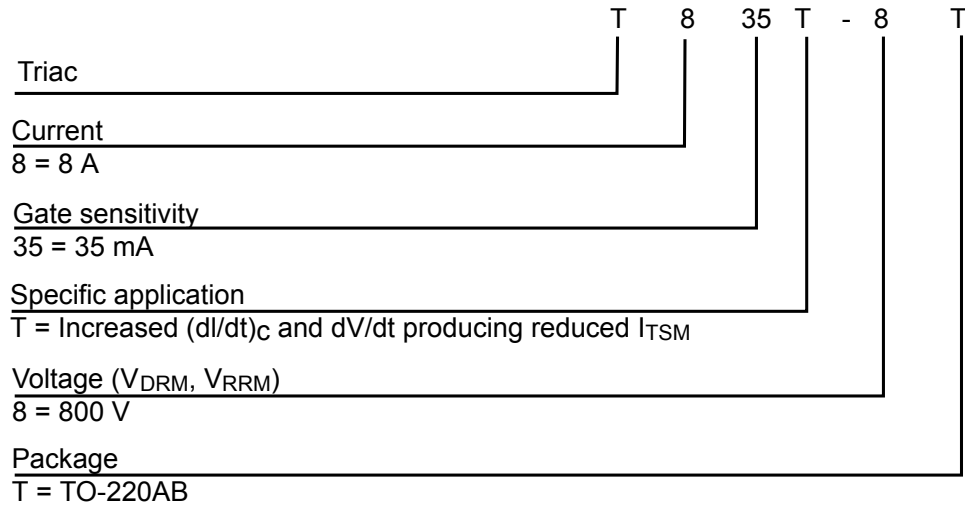 T 8 35 T - 8 T
Triac
Current
8 = 8 A
Gate sensitivity
35 = 35 mA
Specific application
T = Increased (dI/dt)c and dV/dt producing reduced ITSM
Voltage (VDRM, VRRM)
8 = 800 V
Package
T = TO-220AB